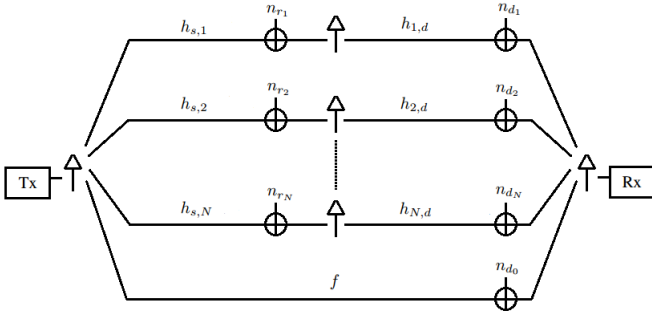 n_{r_1} n_{d_1}
h_{s,1} h_{1,d}
n_{r_2} n_{d_2}
h_{s,2} h_{2,d}
Tx Rx
n_{r_N} n_{d_N}
h_{s,N} h_{N,d}
n_{d_0}
f